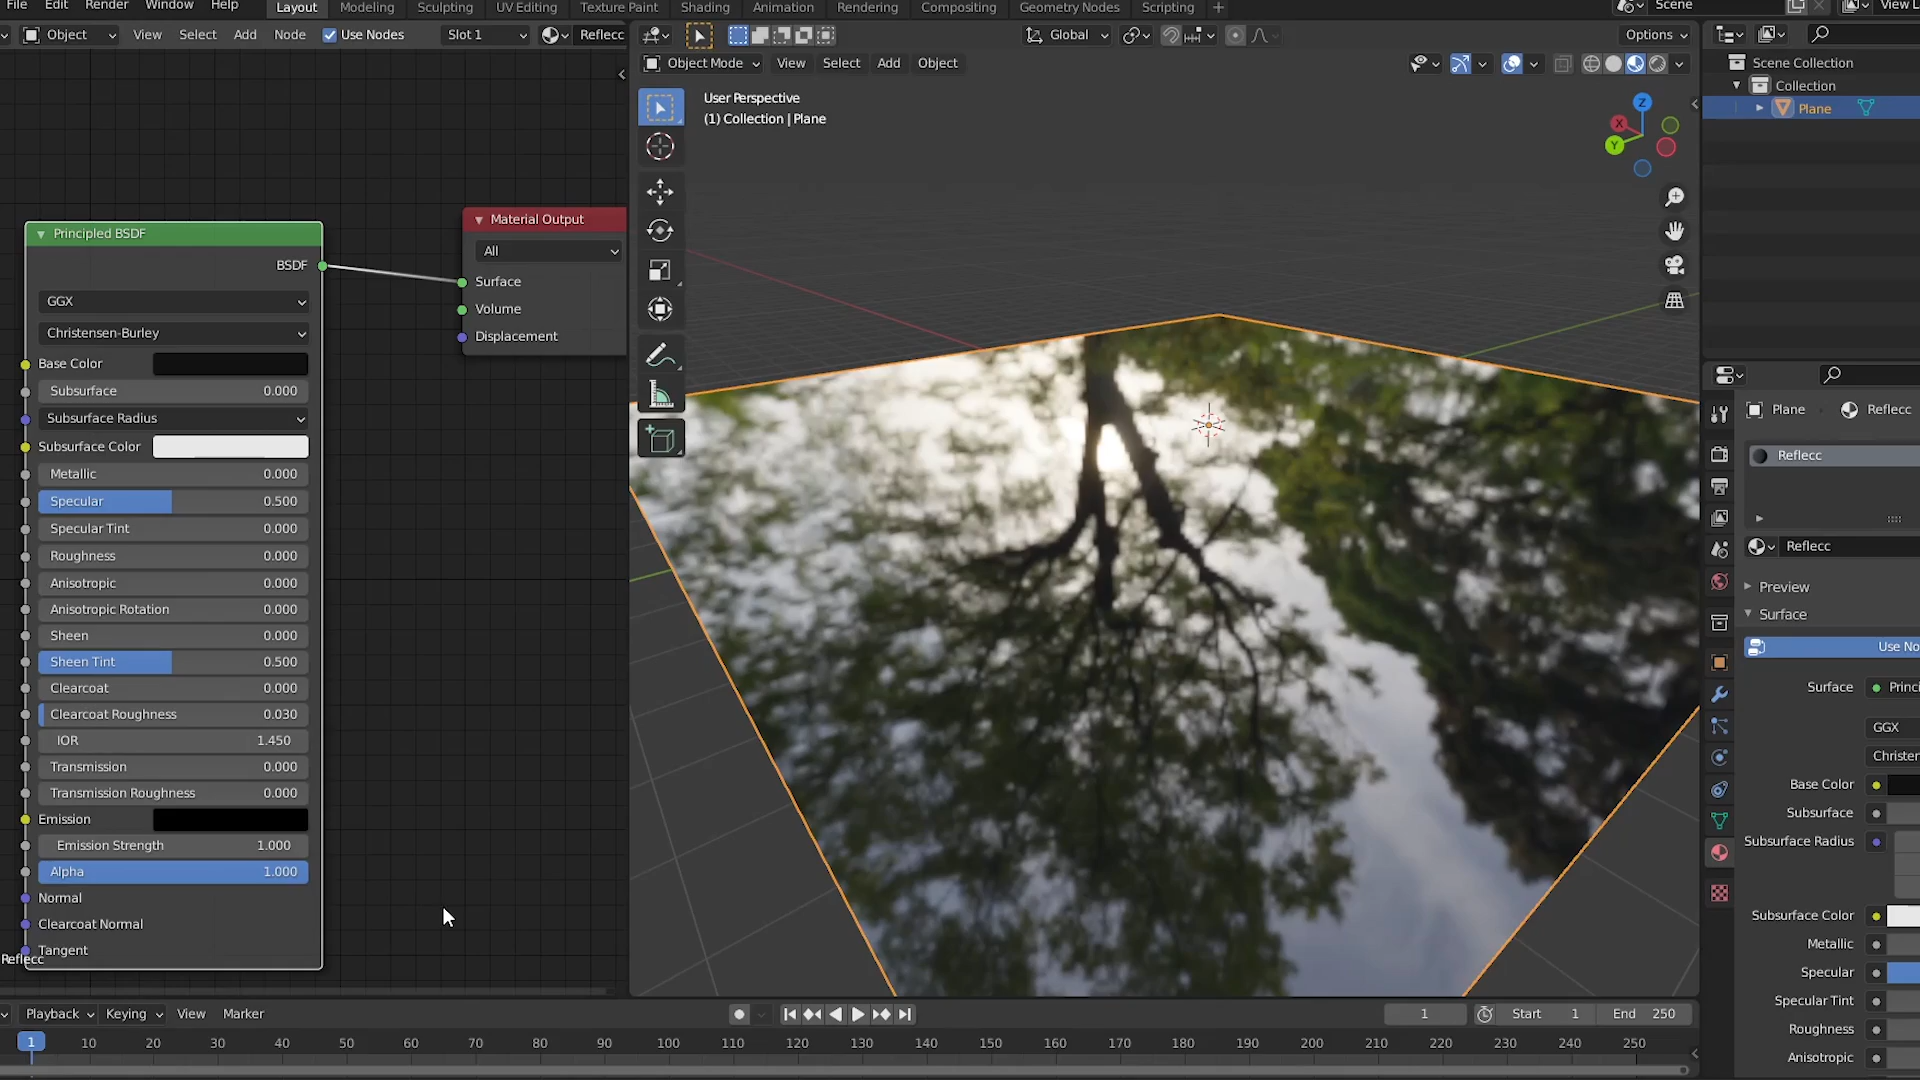 File Edit Render Window Help Layout Modeling Sculpting UV Editing Texture Paint Shading Animation Rendering Compositing Geometry Nodes Scripting + Scene View L
Object View Select Add Node Use Nodes Slot 1 Reflecc Global Options
Object Mode View Select Add Object
Scene Collection
Collection
Plane
User Perspective
(1) Collection | Plane
Z
X
Y
Principled BSDF
BSDF
GGX
Christensen-Burley
Base Color
Subsurface 0.000
Subsurface Radius
Subsurface Color
Metallic 0.000
Specular 0.500
Specular Tint 0.000
Roughness 0.000
Anisotropic 0.000
Anisotropic Rotation 0.000
Sheen 0.000
Sheen Tint 0.500
Clearcoat 0.000
Clearcoat Roughness 0.030
IOR 1.450
Transmission 0.000
Transmission Roughness 0.000
Emission
Emission Strength 1.000
Alpha 1.000
Normal
Clearcoat Normal
Tangent
Reflecc
Material Output
All
Surface
Volume
Displacement
Plane Reflecc
Reflecc
Reflecc
Preview
Surface
Use No
Surface Princi
GGX
Christer
Base Color
Subsurface
Subsurface Radius
Subsurface Color
Metallic
Specular
Specular Tint
Roughness
Anisotropic
Playback Keying View Marker 1 Start 1 End 250
1 10 20 30 40 50 60 70 80 90 100 110 120 130 140 150 160 170 180 190 200 210 220 230 240 250